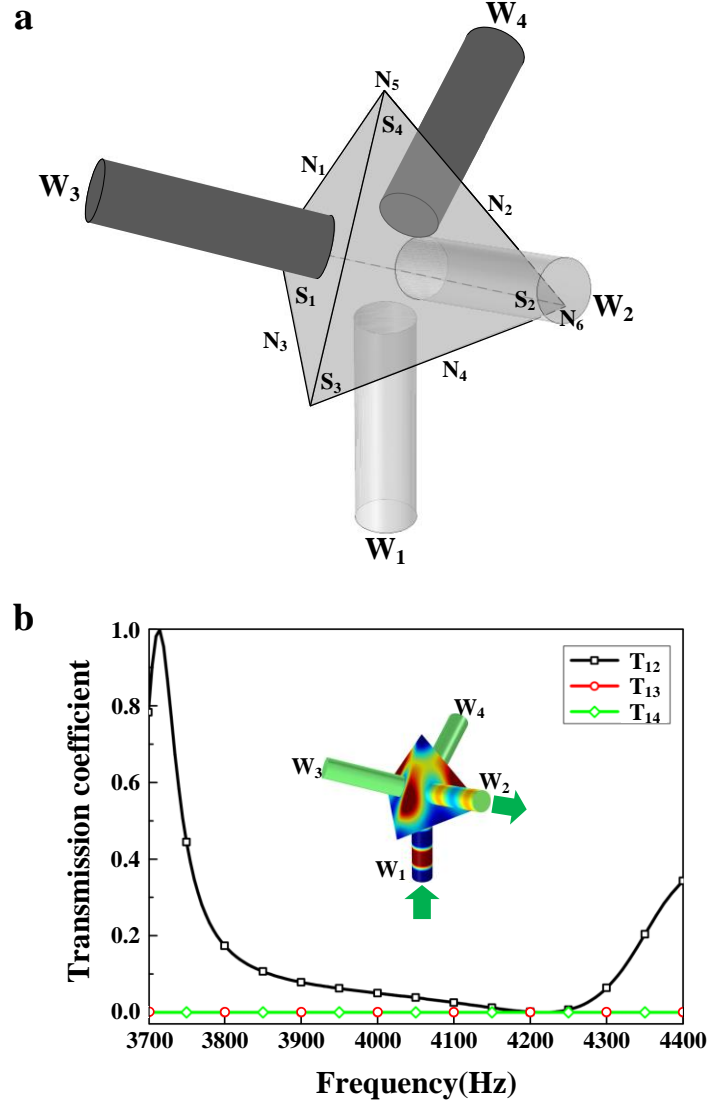 a
W₄
N₅
S₄
N₁
W₃
N₂
S₁
S₂
W₂
N₆
N₃
N₄
S₃
W₁
b
Transmission coefficient
1.0
0.8
0.6
0.4
0.2
0.0
T₁₂
T₁₃
T₁₄
W₄
W₃
W₂
W₁
3700 3800 3900 4000 4100 4200 4300 4400
Frequency(Hz)